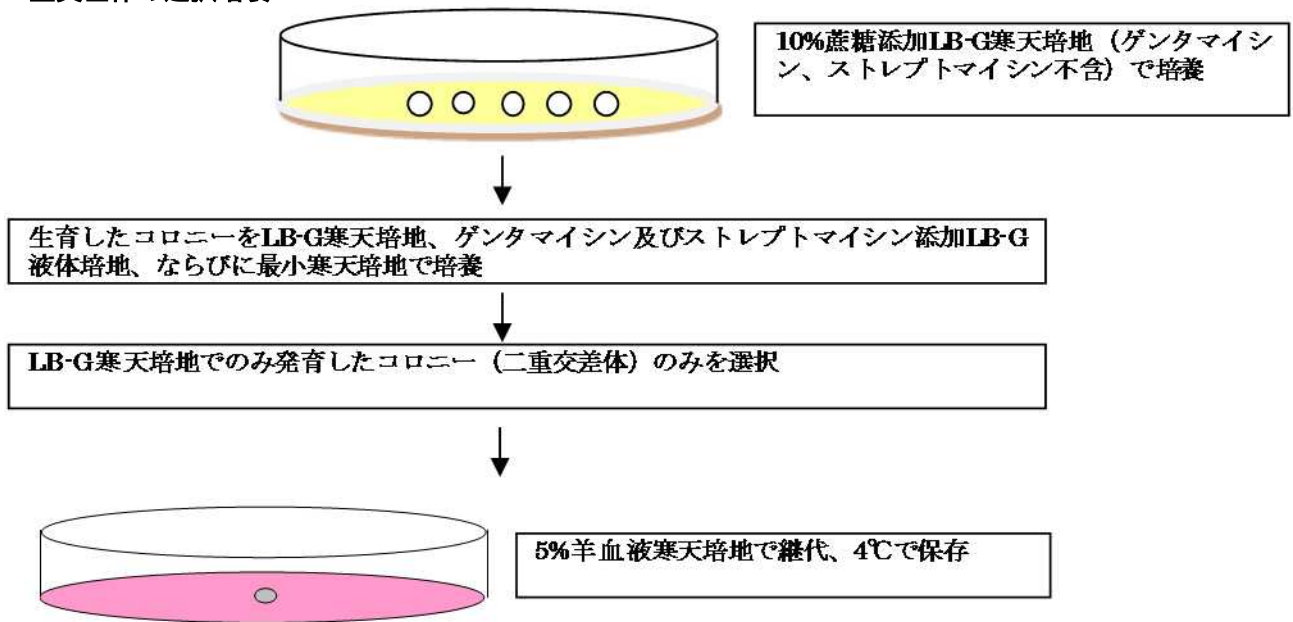 10%蔗糖添加LB-G寒天培地（ゲンタマイシ
ン、ストレプトマイシン不含）で培養
生育したコロニーをLB-G寒天培地、ゲンタマイシン及びストレプトマイシン添加LB-G
液体培地、ならびに最小寒天培地で培養
LB-G寒天培地でのみ発育したコロニー（二重交差体）のみを選択
5%羊血液寒天培地で継代、4℃で保存